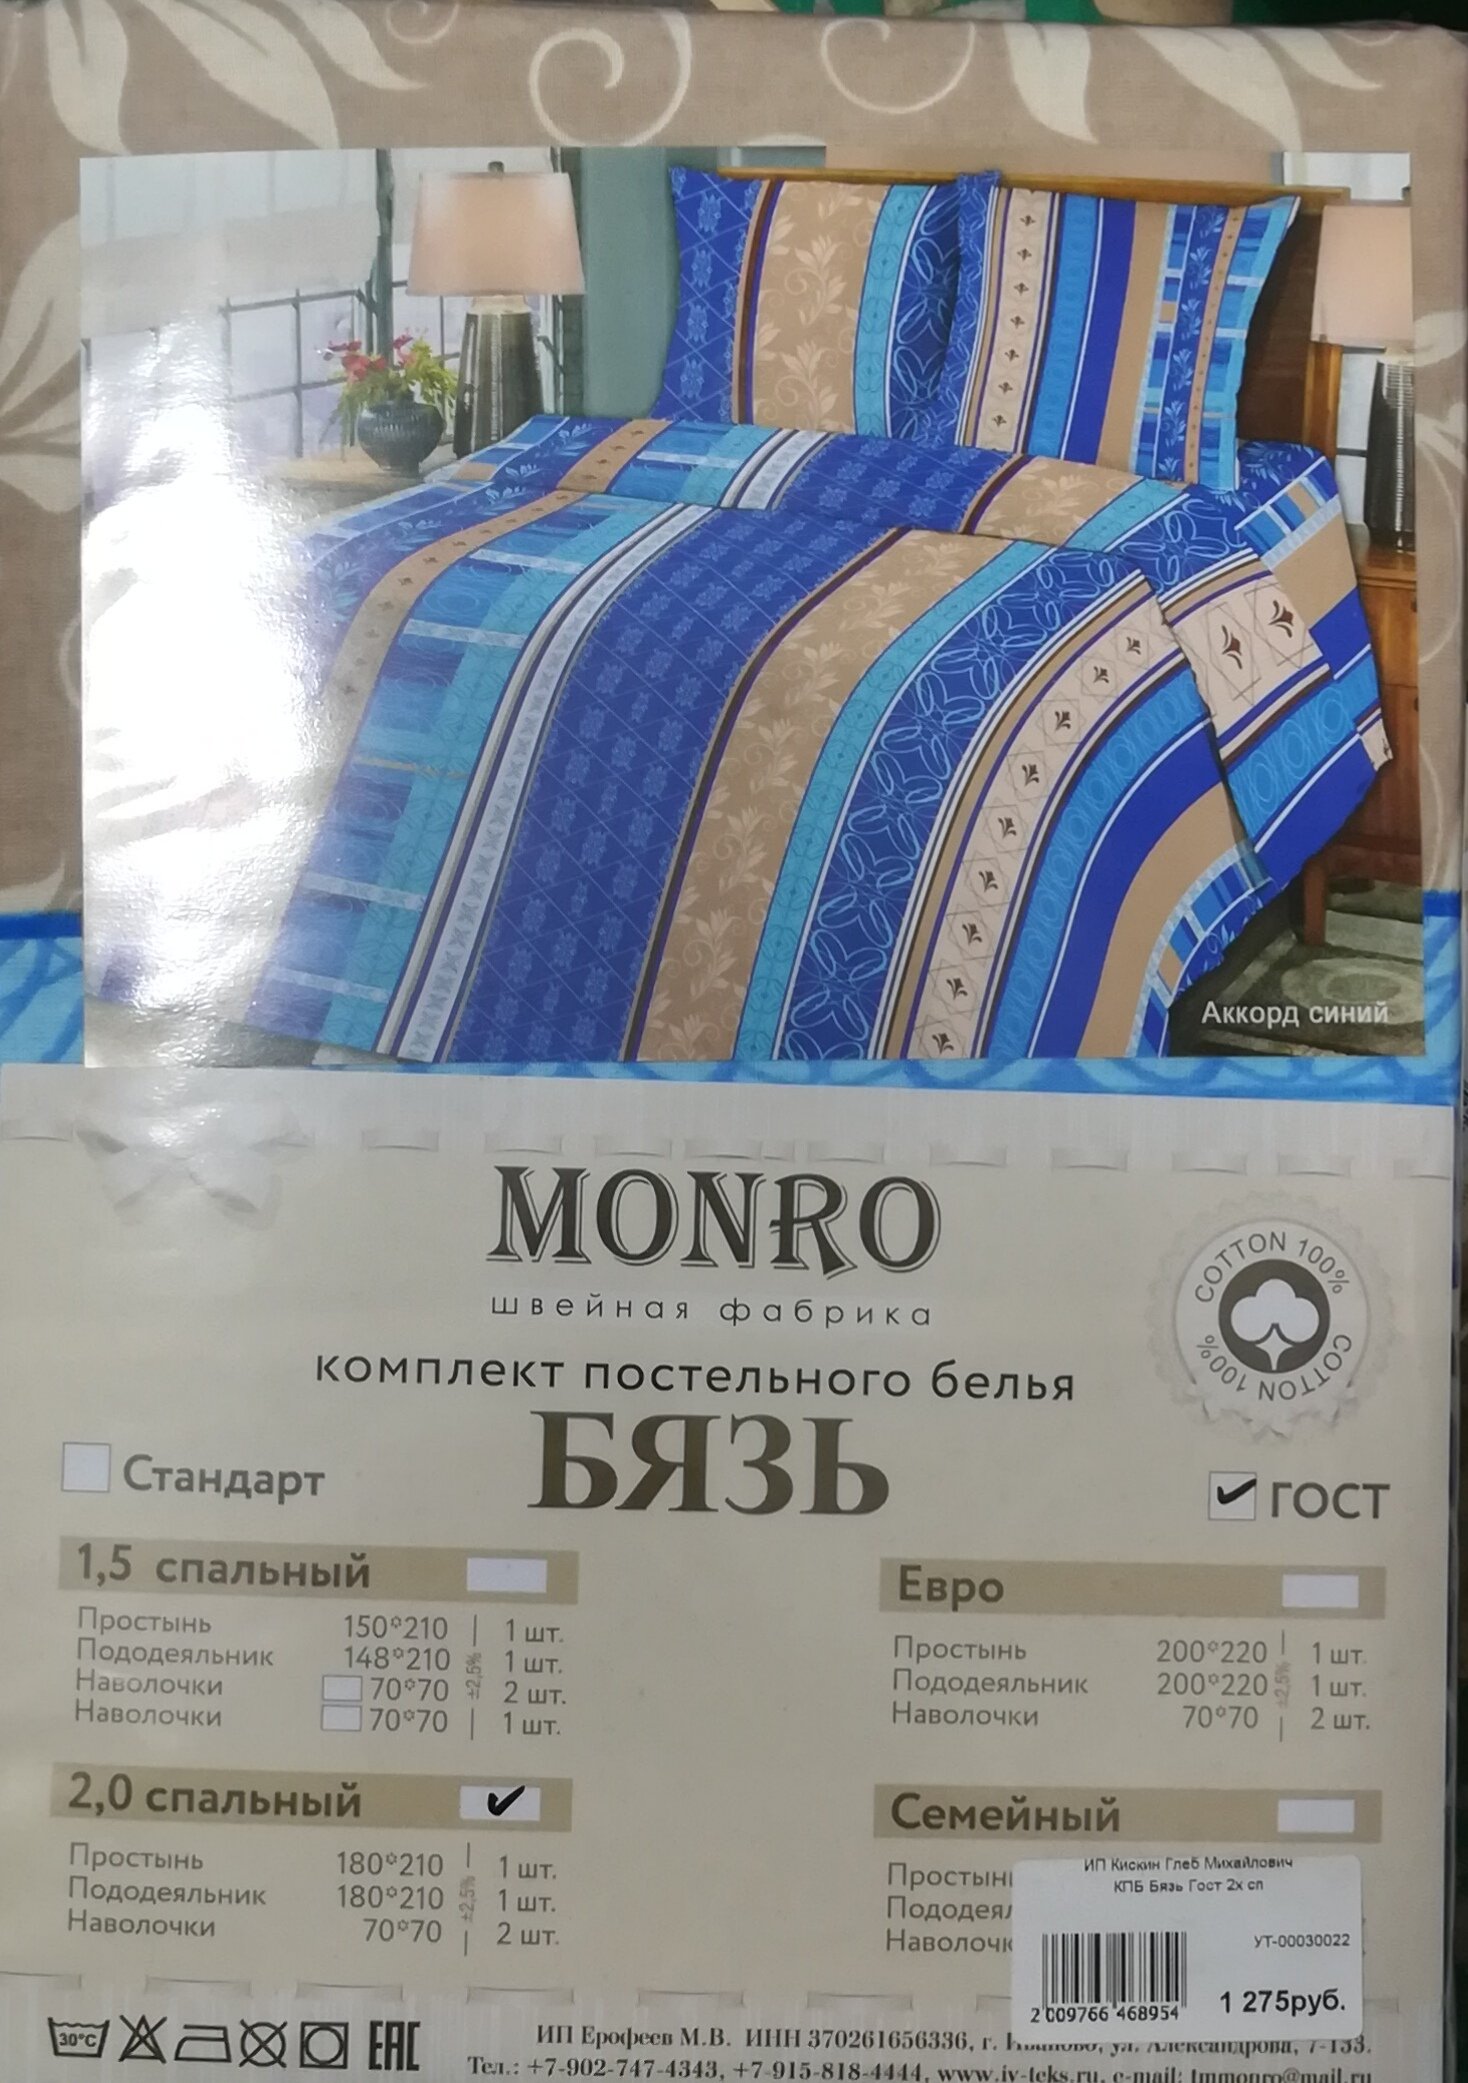 Аккорд синий
MONRO
швейная фабрика
COTTON 100%
COTTON 100%
комплект постельного белья
БЯЗЬ
Стандарт
ГОСТ
1,5 спальный
Простынь 150*210 1 шт.
Пододеяльник 148*210 1 шт.
Наволочки 70*70 2 шт.
Наволочки 70*70 1 шт.
±2,5%
Евро
Простынь 200*220 1 шт.
Пододеяльник 200*220 1 шт.
Наволочки 70*70 2 шт.
±2,5%
2,0 спальный
Простынь 180*210 1 шт.
Пододеяльник 180*210 1 шт.
Наволочки 70*70 2 шт.
±2,5%
Семейный
ИП Кискин Глеб Михайлович
КПБ Бязь Гост 2х сп
УТ-00030022
2 009766 468954
1 275руб.
30°C
EAC
ИП Ерофеев М.В. ИНН 370261656336, г. Иваново, ул. Александрова, 7-133.
Тел.: +7-902-747-4343, +7-915-818-4444, www.iv-teks.ru, e-mail: tmmonro@mail.ru